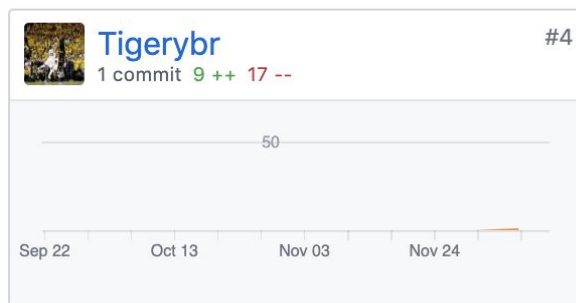 Tigerybr
#4
1 commit 9 ++ 17 --
50
Sep 22 Oct 13 Nov 03 Nov 24